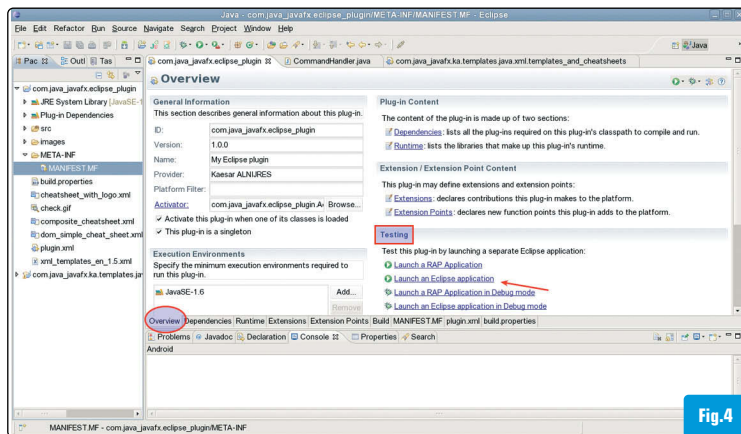 Java - com.java_javafx.eclipse_plugin/META-INF/MANIFEST.MF - Eclipse
File Edit Refactor Run Source Navigate Search Project Window Help
Java
Pac Outl Tas
com.java_javafx.eclipse_plugin
CommandHandler.java
com.javafx.ka.templates.java.xml.templates_and_cheatsheets
com.java_javafx.eclipse_plugin
JRE System Library [JavaSE-1
Plug-in Dependencies
src
images
META-INF
MANIFEST.MF
build.properties
cheatsheet_with_logo.xml
check.gif
composite_cheatsheet.xml
dom_simple_cheat_sheet.xml
plugin.xml
xml_templates_en_1.5.xml
com.javafx.ka.templates.jav
Overview
General Information
This section describes general information about this plug-in.
ID: com.java_javafx.eclipse_plugin
Version: 1.0.0
Name: My Eclipse plugin
Provider: Kaesar ALNIJRES
Platform Filter:
Activator: com.java_javafx.eclipse_plugin.A Browse...
Activate this plug-in when one of its classes is loaded
This plug-in is a singleton
Execution Environments
Specify the minimum execution environments required to
run this plug-in.
JavaSE-1.6
Add...
Remove
Plug-in Content
The content of the plug-in is made up of two sections:
Dependencies: lists all the plug-ins required on this plug-in's classpath to compile and run.
Runtime: lists the libraries that make up this plug-in's runtime.
Extension / Extension Point Content
This plug-in may define extensions and extension points:
Extensions: declares contributions this plug-in makes to the platform.
Extension Points: declares new function points this plug-in adds to the platform.
Testing
Test this plug-in by launching a separate Eclipse application:
Launch a RAP Application
Launch an Eclipse application
Launch a RAP Application in Debug mode
Launch an Eclipse application in Debug mode
Overview Dependencies Runtime Extensions Extension Points Build MANIFEST.MF plugin.xml build.properties
Problems Javadoc Declaration Console Properties Search
Android
MANIFEST.MF - com.java_javafx.eclipse_plugin/META-INF
Fig.4